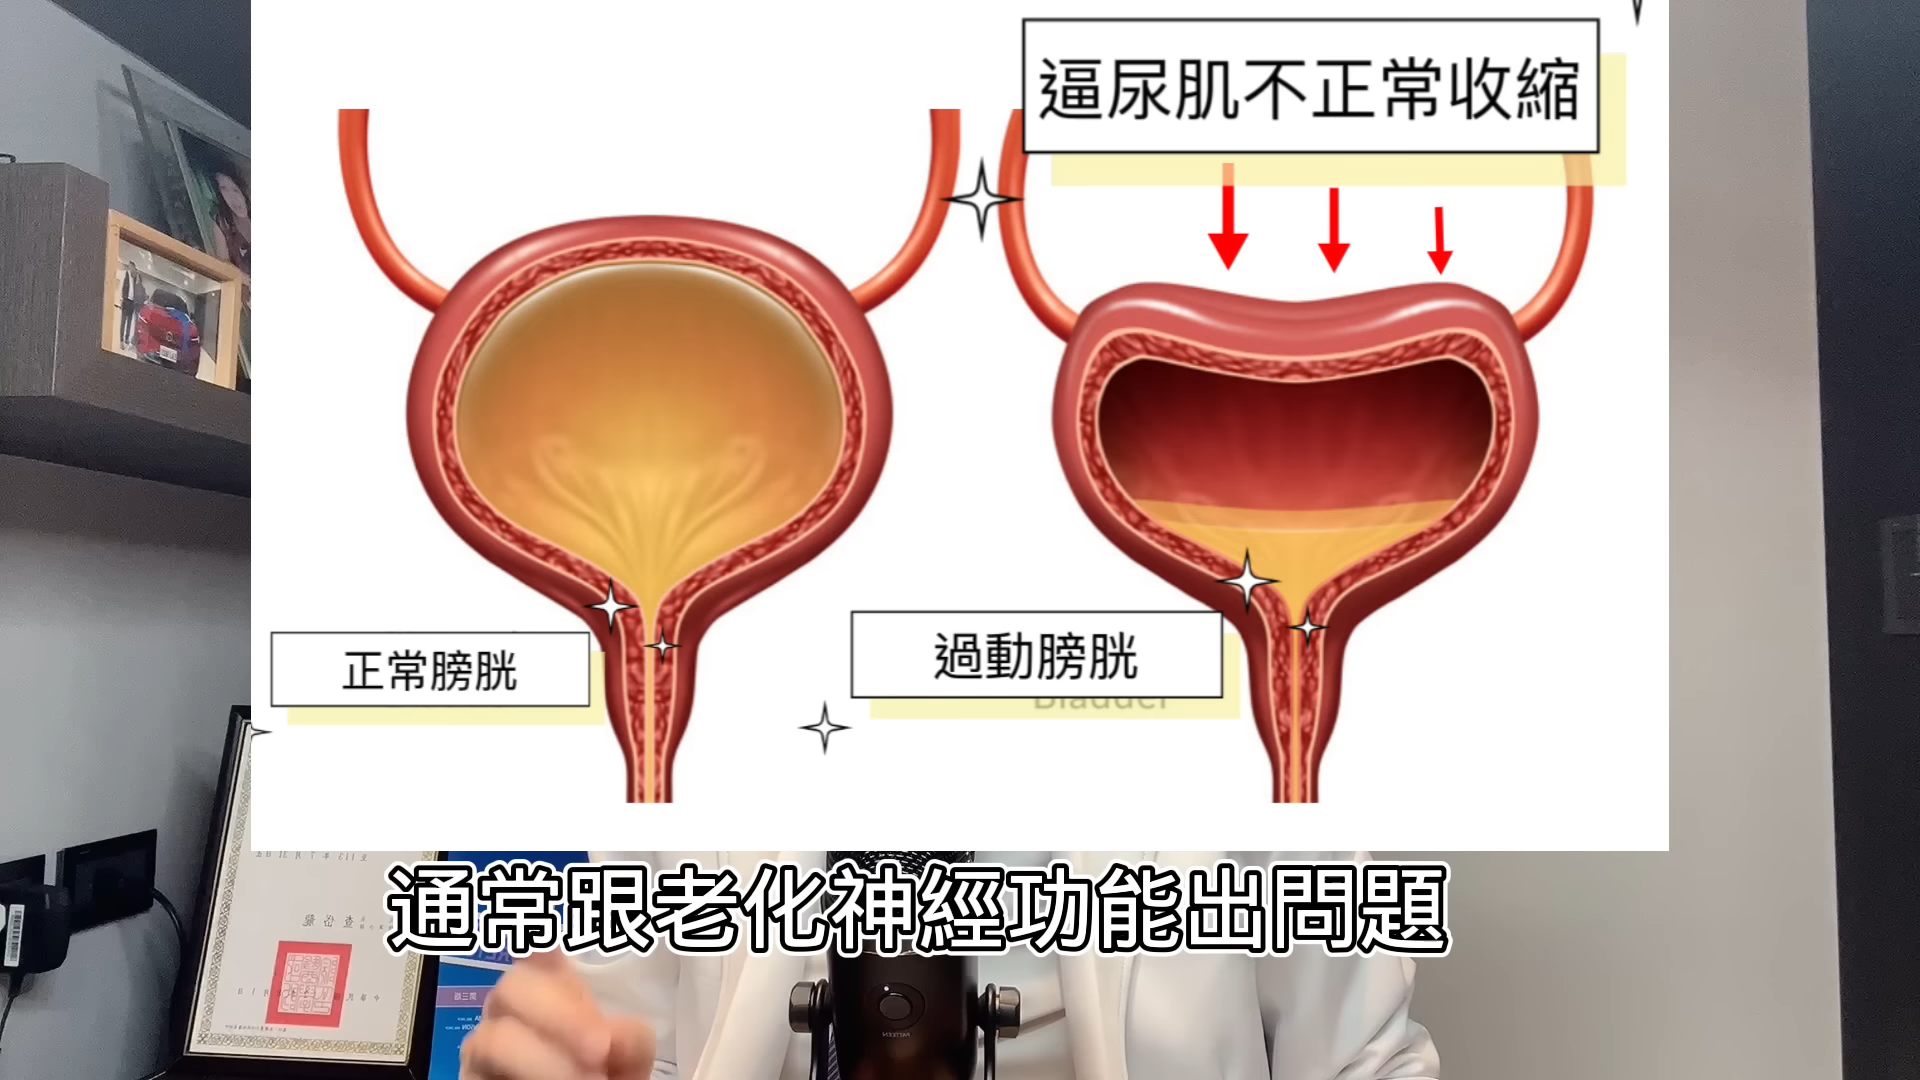 逼尿肌不正常收縮
正常膀胱
過動膀胱
Bladder
通常跟老化神經功能出問題